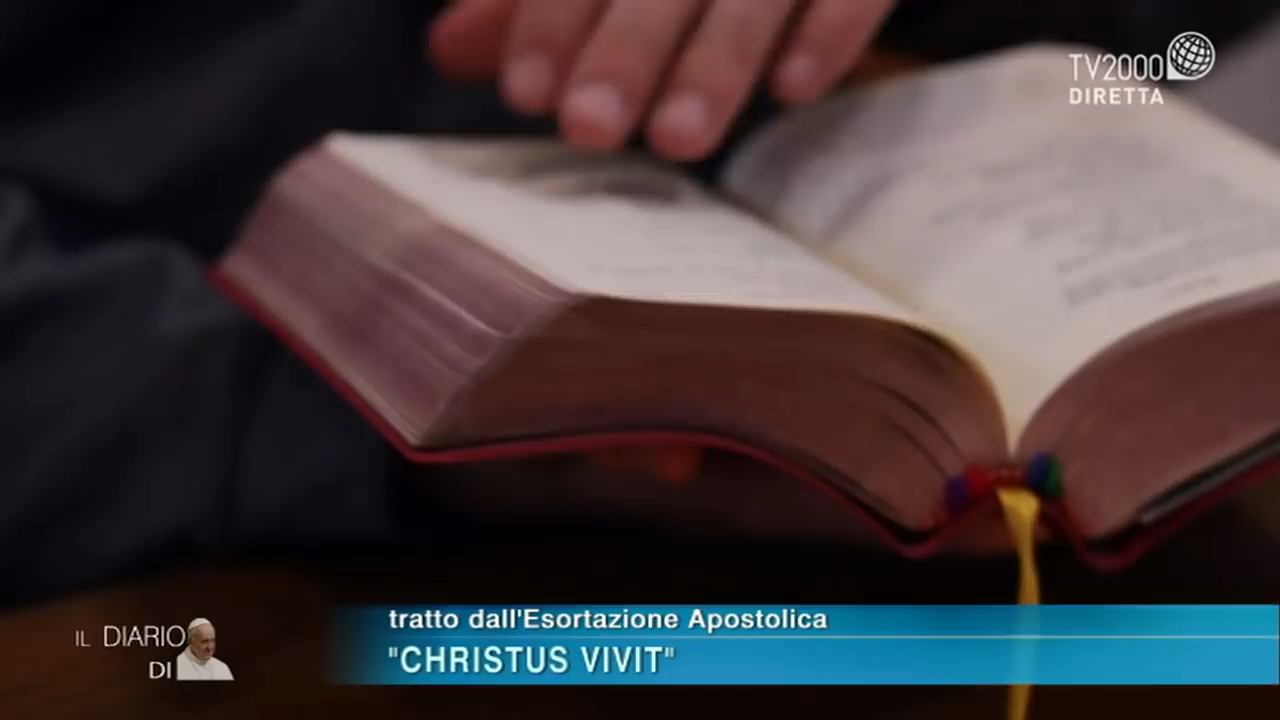 TV2000
DIRETTA
tratto dall'Esortazione Apostolica
"CHRISTUS VIVIT"
IL DIARIO
DI